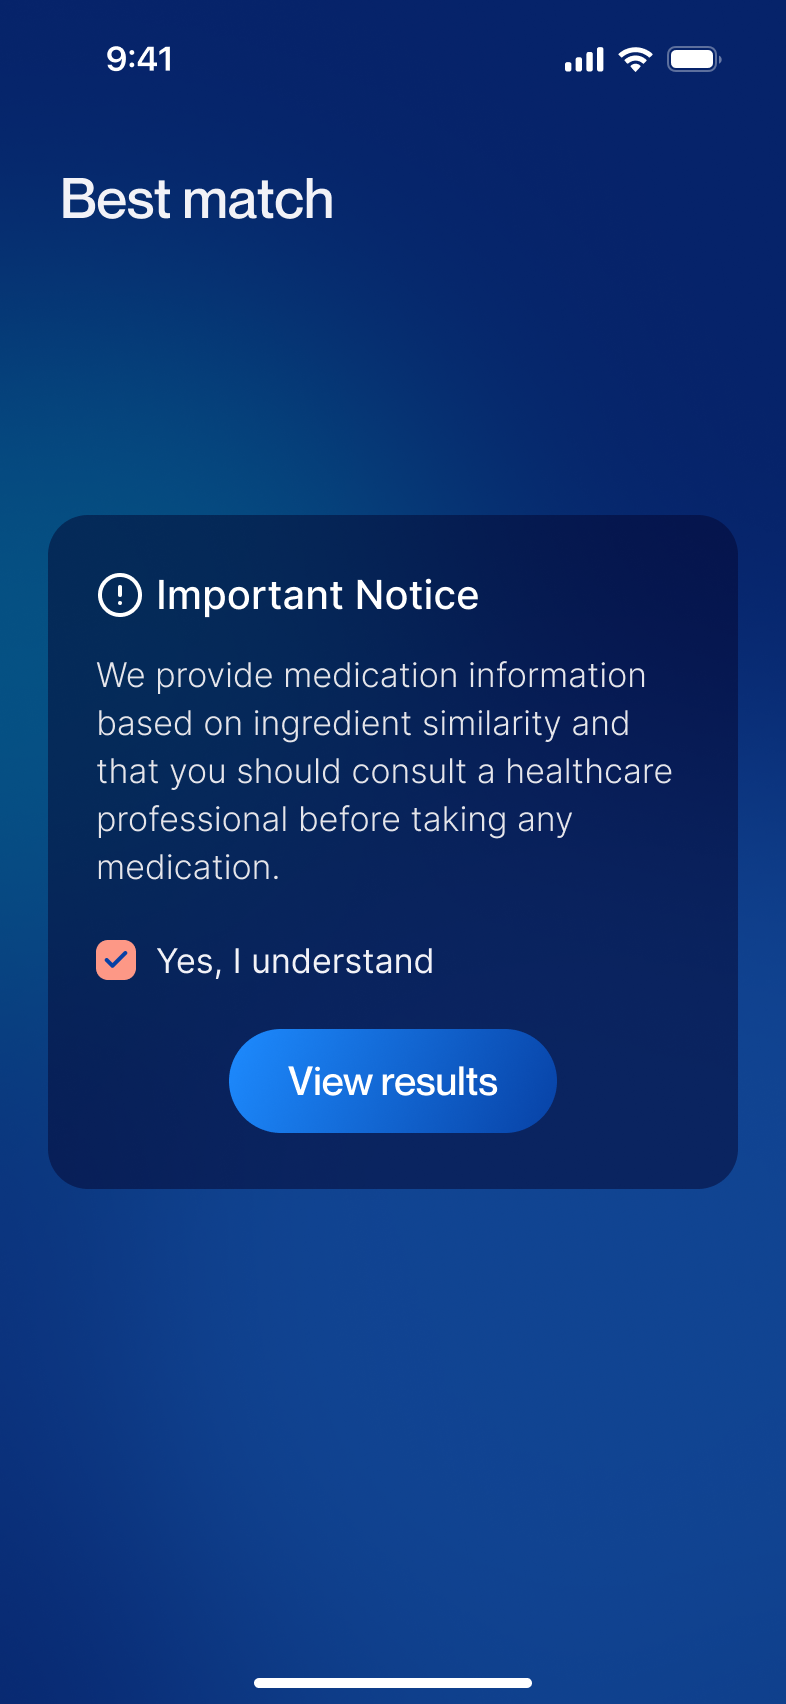 9:41
Best match
Important Notice
We provide medication information
based on ingredient similarity and
that you should consult a healthcare
professional before taking any
medication.
Yes, I understand
View results